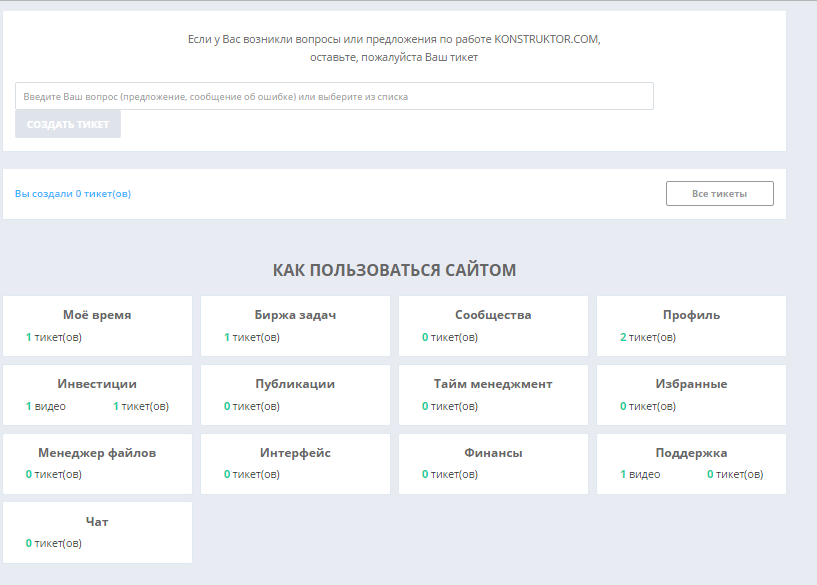 Если у Вас возникли вопросы или предложения по работе KONSTRUKTOR.COM,
оставьте, пожалуйста Ваш тикет
Введите Ваш вопрос (предложение, сообщение об ошибке) или выберите из списка
СОЗДАТЬ ТИКЕТ
Вы создали 0 тикет(ов)
Все тикеты
КАК ПОЛЬЗОВАТЬСЯ САЙТОМ
Моё время
1 тикет(ов)
Биржа задач
1 тикет(ов)
Сообщества
0 тикет(ов)
Профиль
2 тикет(ов)
Инвестиции
1 видео 1 тикет(ов)
Публикации
0 тикет(ов)
Тайм менеджмент
0 тикет(ов)
Избранные
0 тикет(ов)
Менеджер файлов
0 тикет(ов)
Интерфейс
0 тикет(ов)
Финансы
0 тикет(ов)
Поддержка
1 видео 0 тикет(ов)
Чат
0 тикет(ов)